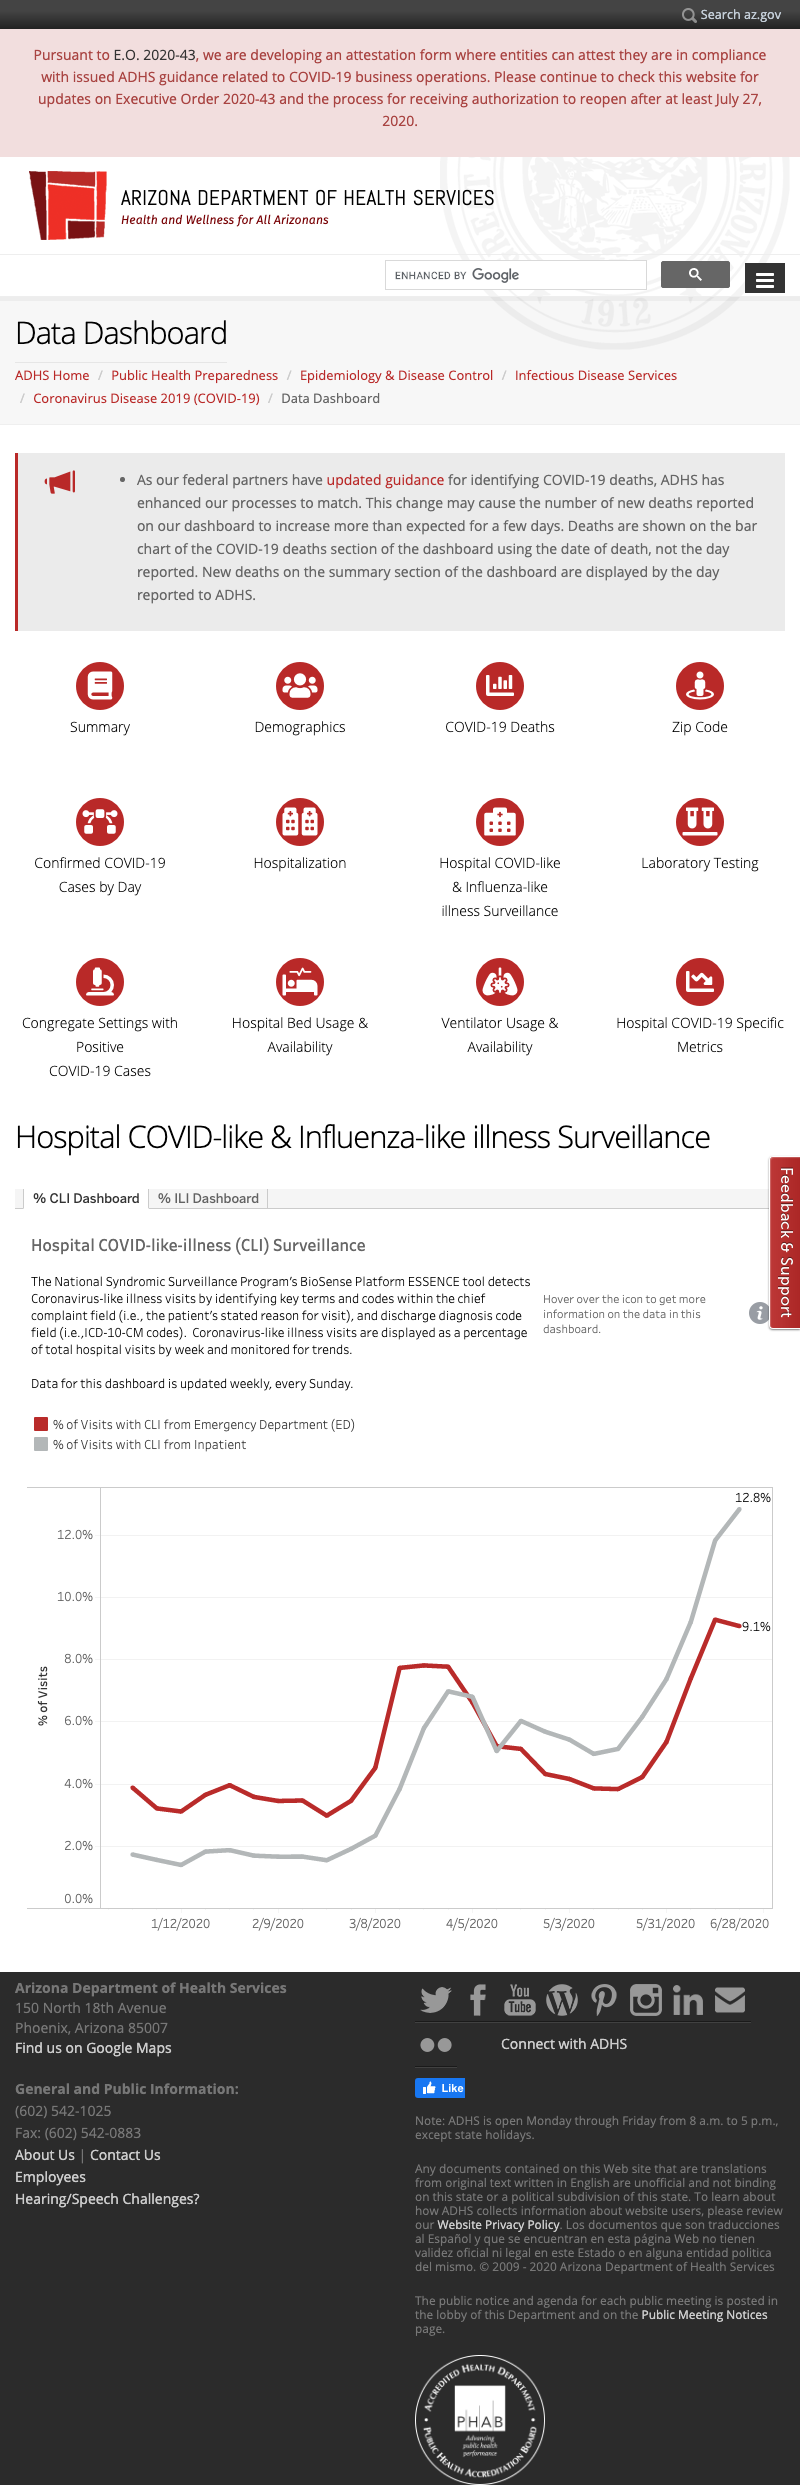 Search az.gov
Pursuant to E.O. 2020-43, we are developing an attestation form where entities can attest they are in compliance
with issued ADHS guidance related to COVID-19 business operations. Please continue to check this website for
updates on Executive Order 2020-43 and the process for receiving authorization to reopen after at least July 27,
2020.
ARIZONA DEPARTMENT OF HEALTH SERVICES
Health and Wellness for All Arizonans
ENHANCED BY Google
1912
Data Dashboard
ADHS Home / Public Health Preparedness / Epidemiology & Disease Control / Infectious Disease Services
/ Coronavirus Disease 2019 (COVID-19) / Data Dashboard
• As our federal partners have updated guidance for identifying COVID-19 deaths, ADHS has
enhanced our processes to match. This change may cause the number of new deaths reported
on our dashboard to increase more than expected for a few days. Deaths are shown on the bar
chart of the COVID-19 deaths section of the dashboard using the date of death, not the day
reported. New deaths on the summary section of the dashboard are displayed by the day
reported to ADHS.
Summary
Demographics
COVID-19 Deaths
Zip Code
Confirmed COVID-19
Cases by Day
Hospitalization
Hospital COVID-like
& Influenza-like
illness Surveillance
Laboratory Testing
Congregate Settings with
Positive
COVID-19 Cases
Hospital Bed Usage &
Availability
Ventilator Usage &
Availability
Hospital COVID-19 Specific
Metrics
Hospital COVID-like & Influenza-like illness Surveillance
Feedback & Support
% CLI Dashboard
% ILI Dashboard
Hospital COVID-like-illness (CLI) Surveillance
The National Syndromic Surveillance Program's BioSense Platform ESSENCE tool detects
Coronavirus-like illness visits by identifying key terms and codes within the chief
complaint field (i.e., the patient's stated reason for visit), and discharge diagnosis code
field (i.e.,ICD-10-CM codes). Coronavirus-like illness visits are displayed as a percentage
of total hospital visits by week and monitored for trends.
Data for this dashboard is updated weekly, every Sunday.
Hover over the icon to get more
information on the data in this
dashboard.
% of Visits with CLI from Emergency Department (ED)
% of Visits with CLI from Inpatient
12.8%
12.0%
10.0%
9.1%
8.0%
% of Visits
6.0%
4.0%
2.0%
0.0%
1/12/2020 2/9/2020 3/8/2020 4/5/2020 5/3/2020 5/31/2020 6/28/2020
Arizona Department of Health Services
150 North 18th Avenue
Phoenix, Arizona 85007
Find us on Google Maps
General and Public Information:
(602) 542-1025
Fax: (602) 542-0883
About Us | Contact Us
Employees
Hearing/Speech Challenges?
You
Tube
Connect with ADHS
Like
Note: ADHS is open Monday through Friday from 8 a.m. to 5 p.m.,
except state holidays.
Any documents contained on this Web site that are translations
from original text written in English are unofficial and not binding
on this state or a political subdivision of this state. To learn about
how ADHS collects information about website users, please review
our Website Privacy Policy. Los documentos que son traducciones
al Español y que se encuentran en esta página Web no tienen
validez oficial ni legal en este Estado o en alguna entidad politica
del mismo. © 2009 - 2020 Arizona Department of Health Services
The public notice and agenda for each public meeting is posted in
the lobby of this Department and on the Public Meeting Notices
page.
ACCREDITED HEALTH DEPARTMENT
PHAB
Advancing
public health
performance
PUBLIC HEALTH ACCREDITATION BOARD